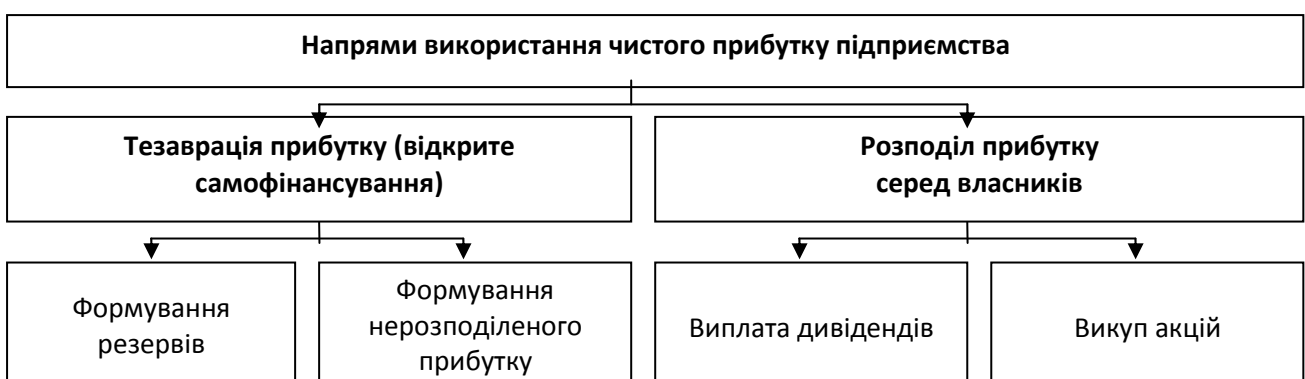 Напрями використання чистого прибутку підприємства
Тезаврація прибутку (відкрите
самофінансування)
Розподіл прибутку
серед власників
Формування
резервів
Формування
нерозподіленого
прибутку
Виплата дивідендів
Викуп акцій